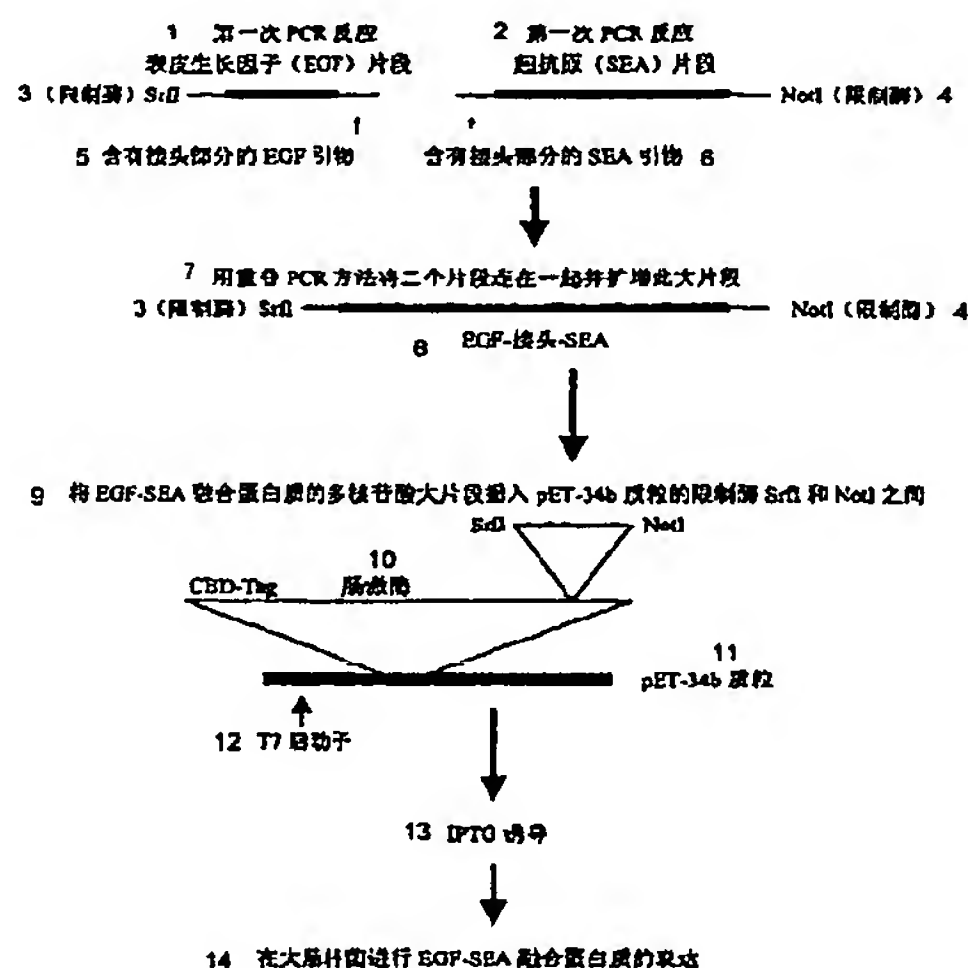 1 第一次 PCR 反应
2 第一次 PCR 反应
表皮生长因子（EGF）片段
超抗原（SEA）片段
3（限制酶）SrfI
NotI（限制酶）4
5 含有接头部分的 EGF 引物
含有接头部分的 SEA 引物 6
7 用重叠 PCR 方法将二个片段连在一起并扩增此大片段
3（限制酶）SrfI
NotI（限制酶）4
8 EGF-接头-SEA
9 将 EGF-SEA 融合蛋白质的多核苷酸大片段插入 pET-34b 质粒的限制酶 SrfI 和 NotI 之间
SrfI NotI
10
CBD-Tag 肠激酶
11
pET-34b 质粒
12 T7 启动子
13 IPTG 诱导
14 在大肠杆菌进行 EGF-SEA 融合蛋白质的表达